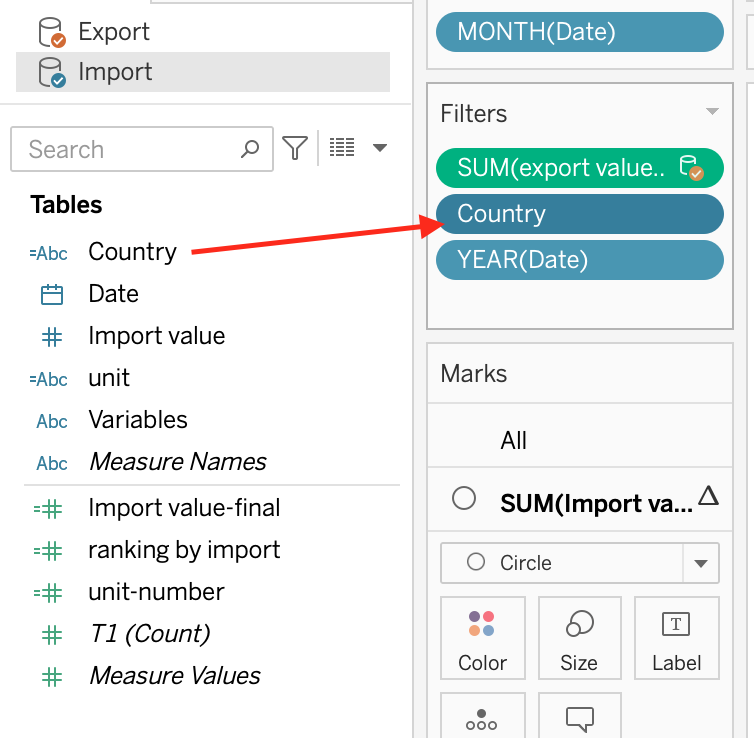 Export
Import
Search
Tables
=Abc Country
Date
Import value
=Abc unit
Abc Variables
Abc Measure Names
Import value-final
ranking by import
unit-number
T1 (Count)
Measure Values
MONTH(Date)
Filters
SUM(export value..
Country
YEAR(Date)
Marks
All
SUM(Import va...
Circle
Color
Size
T
Label